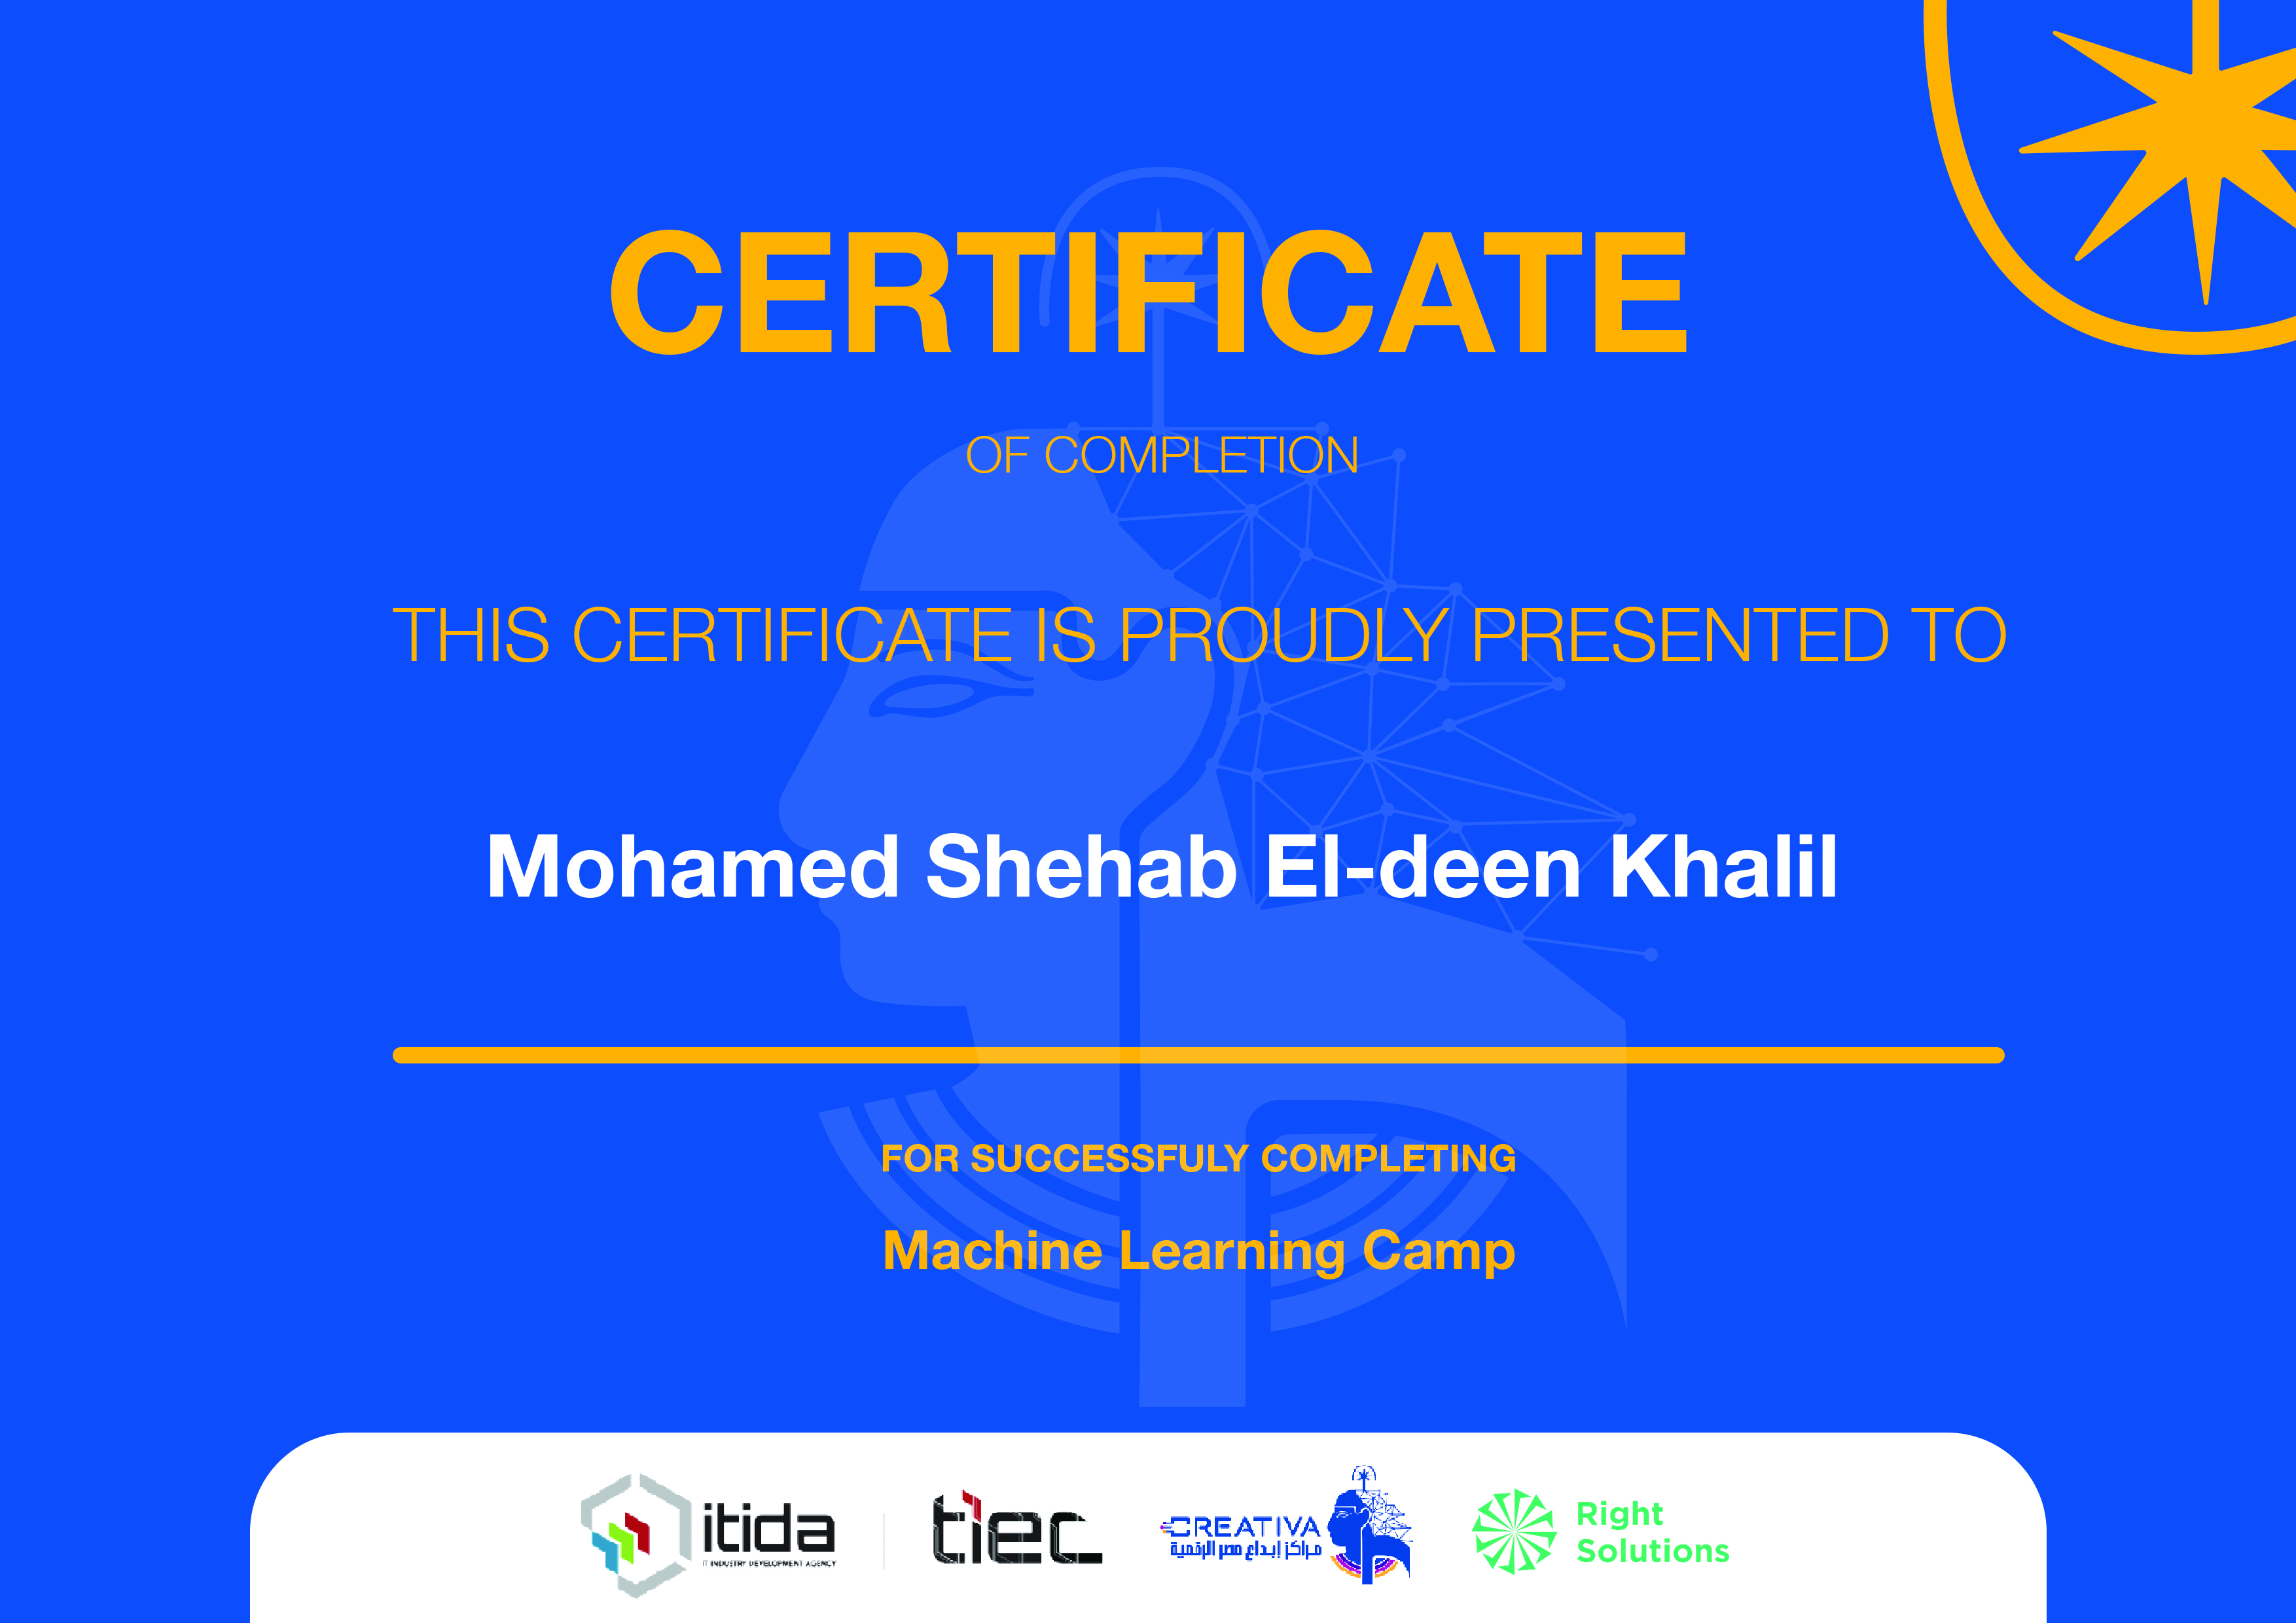 CERTIFICATE
OF COMPLETION
THIS CERTIFICATE IS PROUDLY PRESENTED TO
Mohamed Shehab El-deen Khalil
FOR SUCCESSFULY COMPLETING
Machine Learning Camp
itida
IT INDUSTRY DEVELOPMENT AGENCY
tiec
CREATIVA
مراكز إبداع مصر الرقمية
Right
Solutions